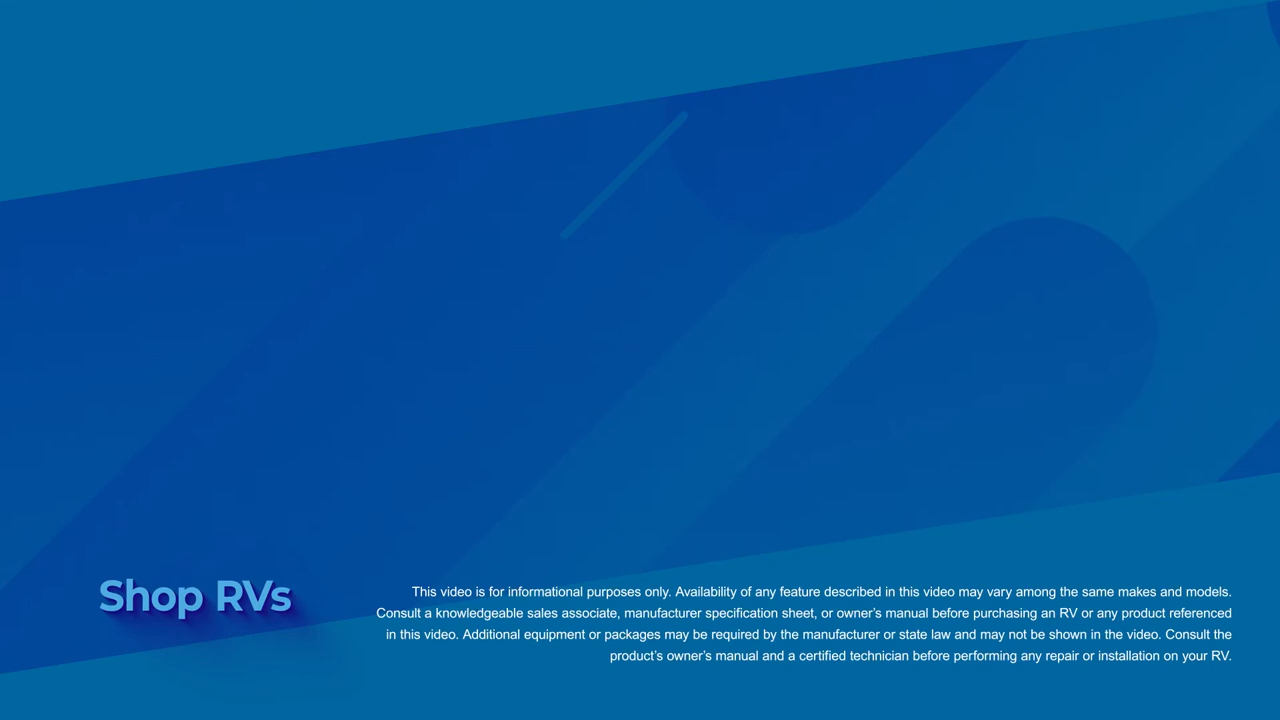 Shop RVs
This video is for informational purposes only. Availability of any feature described in this video may vary among the same makes and models.
Consult a knowledgeable sales associate, manufacturer specification sheet, or owner’s manual before purchasing an RV or any product referenced
in this video. Additional equipment or packages may be required by the manufacturer or state law and may not be shown in the video. Consult the
product’s owner’s manual and a certified technician before performing any repair or installation on your RV.